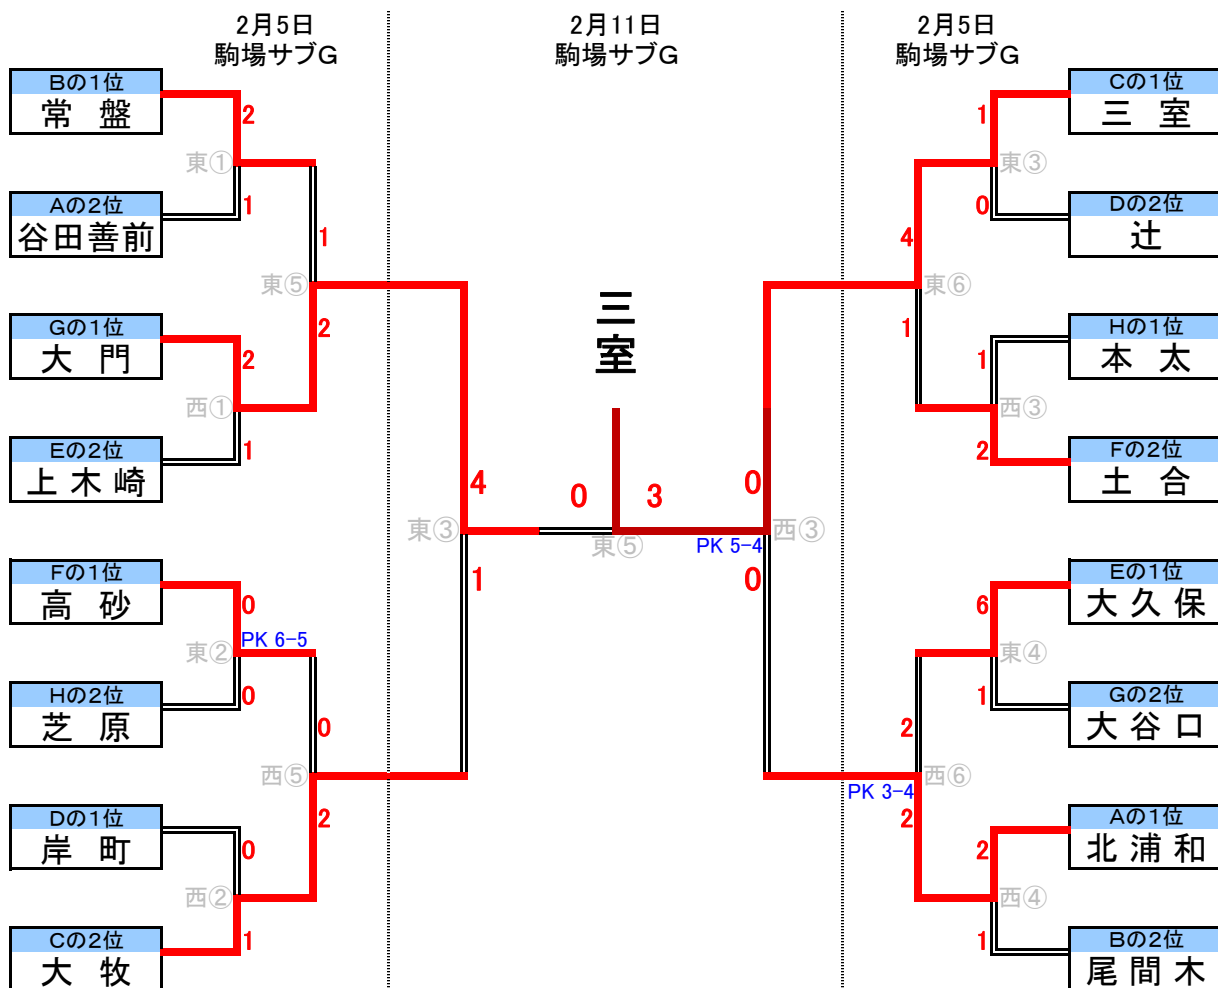 2月5日
駒場サブG
2月11日
駒場サブG
2月5日
駒場サブG
Bの1位
常 盤
2
東①
1
Aの2位
谷田善前
1
東⑤
2
Gの1位
大 門
2
西①
1
Eの2位
上 木 崎
4
東③
1
Fの1位
高 砂
0
PK 6-5
東②
0
Hの2位
芝 原
0
西⑤
2
Dの1位
岸 町
0
西②
1
Cの2位
大 牧
三室
0
3
東⑤
PK 5-4
0
西③
0
Cの1位
三 室
1
東③
0
Dの2位
辻
4
東⑥
1
Hの1位
本 太
1
西③
2
Fの2位
土 合
Eの1位
大 久 保
6
東④
1
Gの2位
大 谷 口
2
西⑥
PK 3-4
2
Aの1位
北 浦 和
2
西④
1
Bの2位
尾 間 木